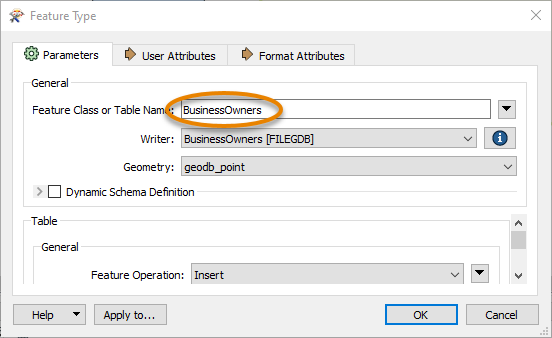 Feature Type
Parameters User Attributes Format Attributes
General
Feature Class or Table Name: BusinessOwners
Writer: BusinessOwners [FILEGDB]
Geometry: geodb_point
Dynamic Schema Definition
Table
General
Feature Operation: Insert
Help Apply to... OK Cancel